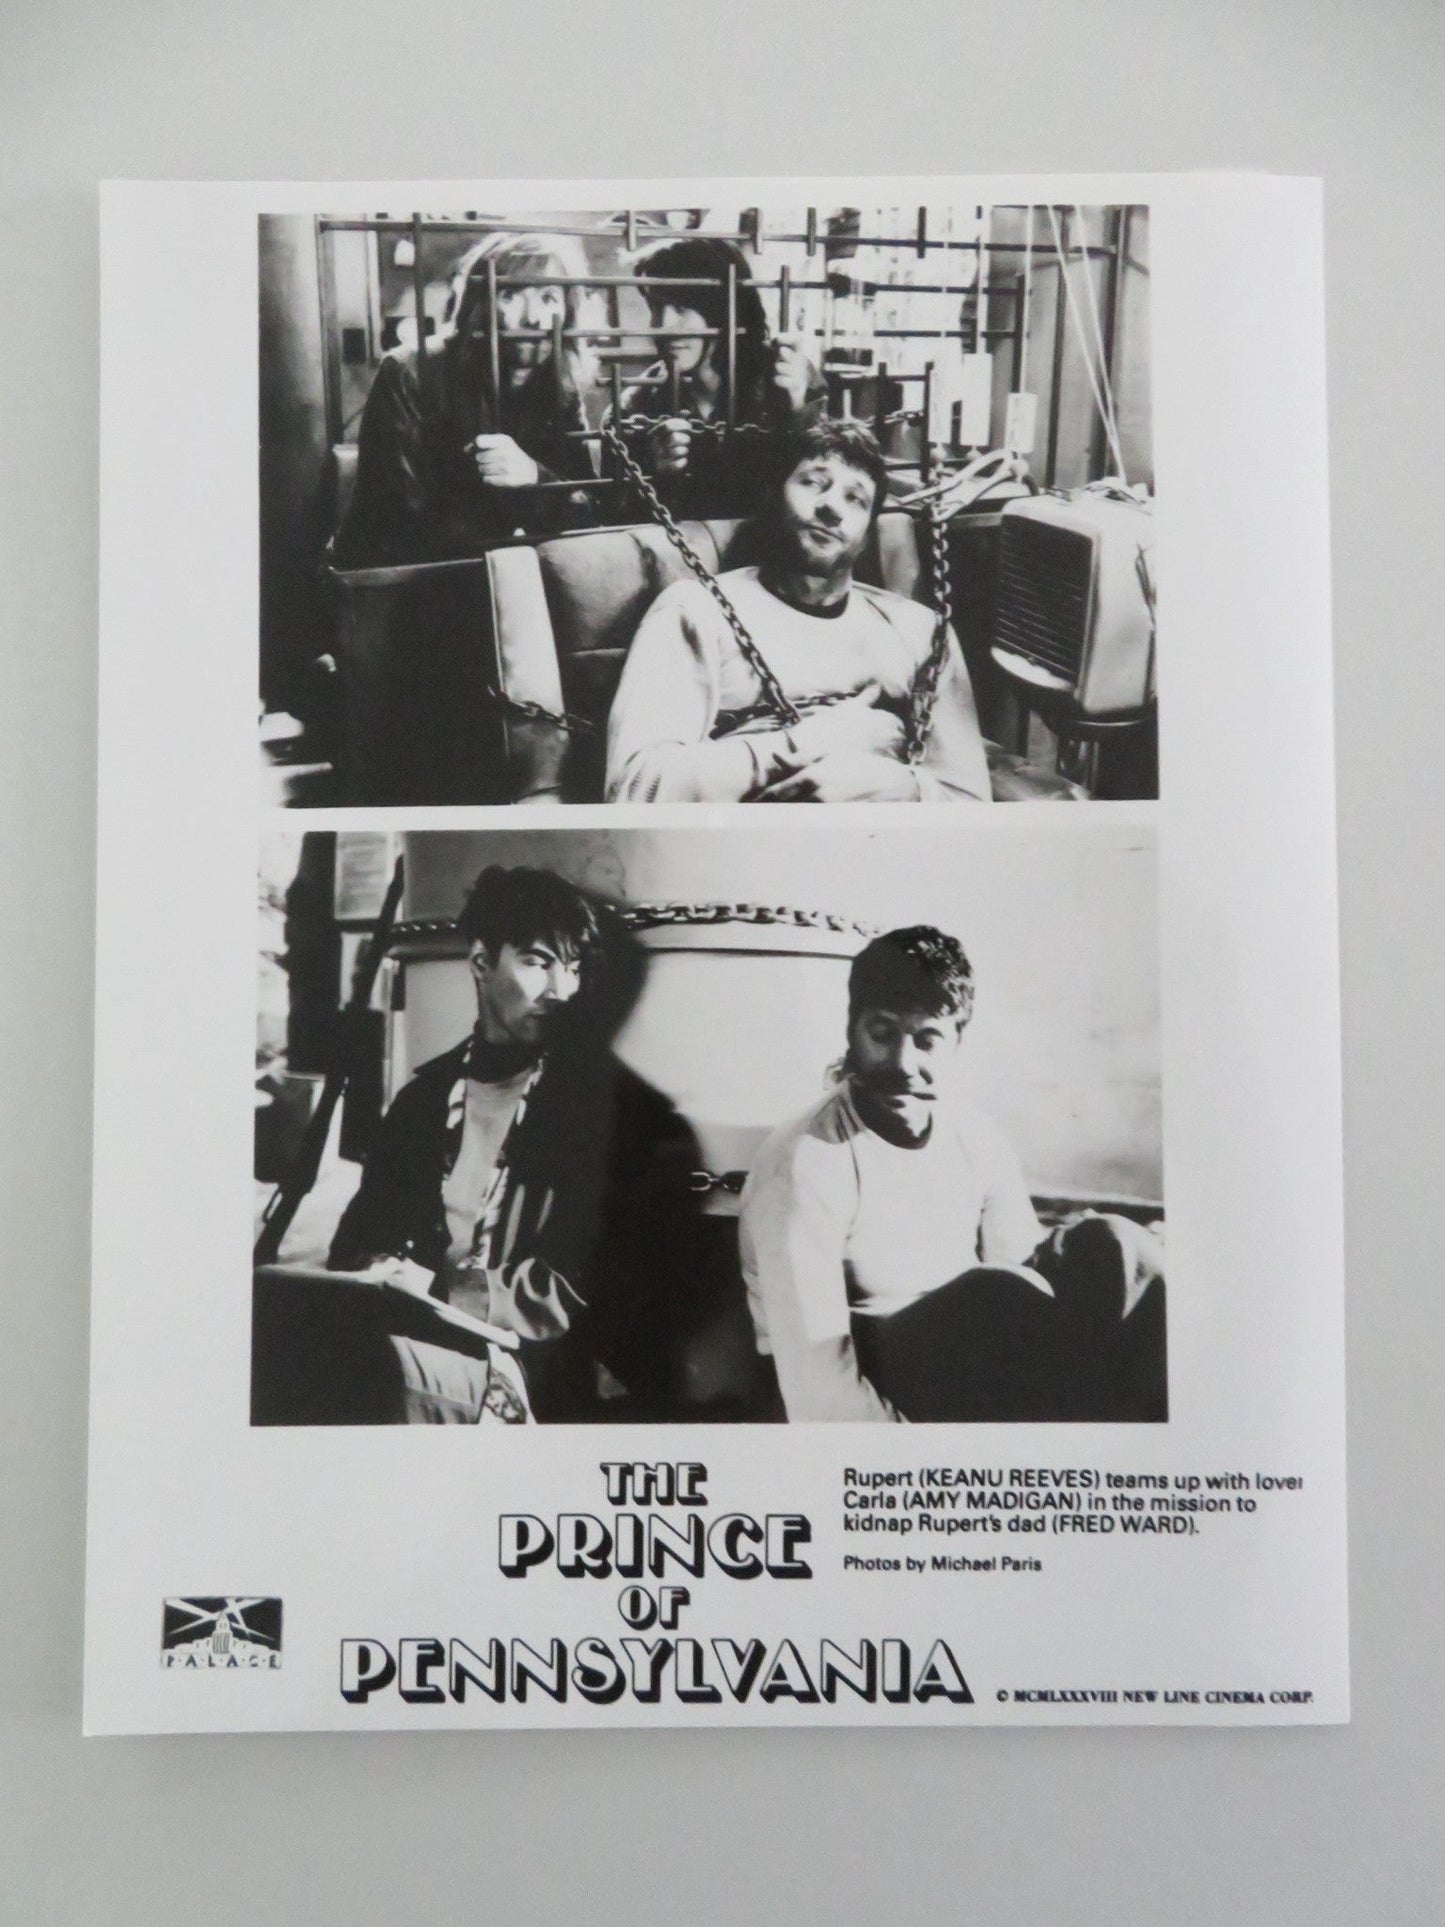 THE
PRINCE
OF
PENNSYLVANIA
Rupert (KEANU REEVES) teams up with lover
Carla (AMY MADIGAN) in the mission to
kidnap Rupert's dad (FRED WARD).
Photos by Michael Paris
P·A·L·A·C·E
© MCMLXXXVIII NEW LINE CINEMA CORP.